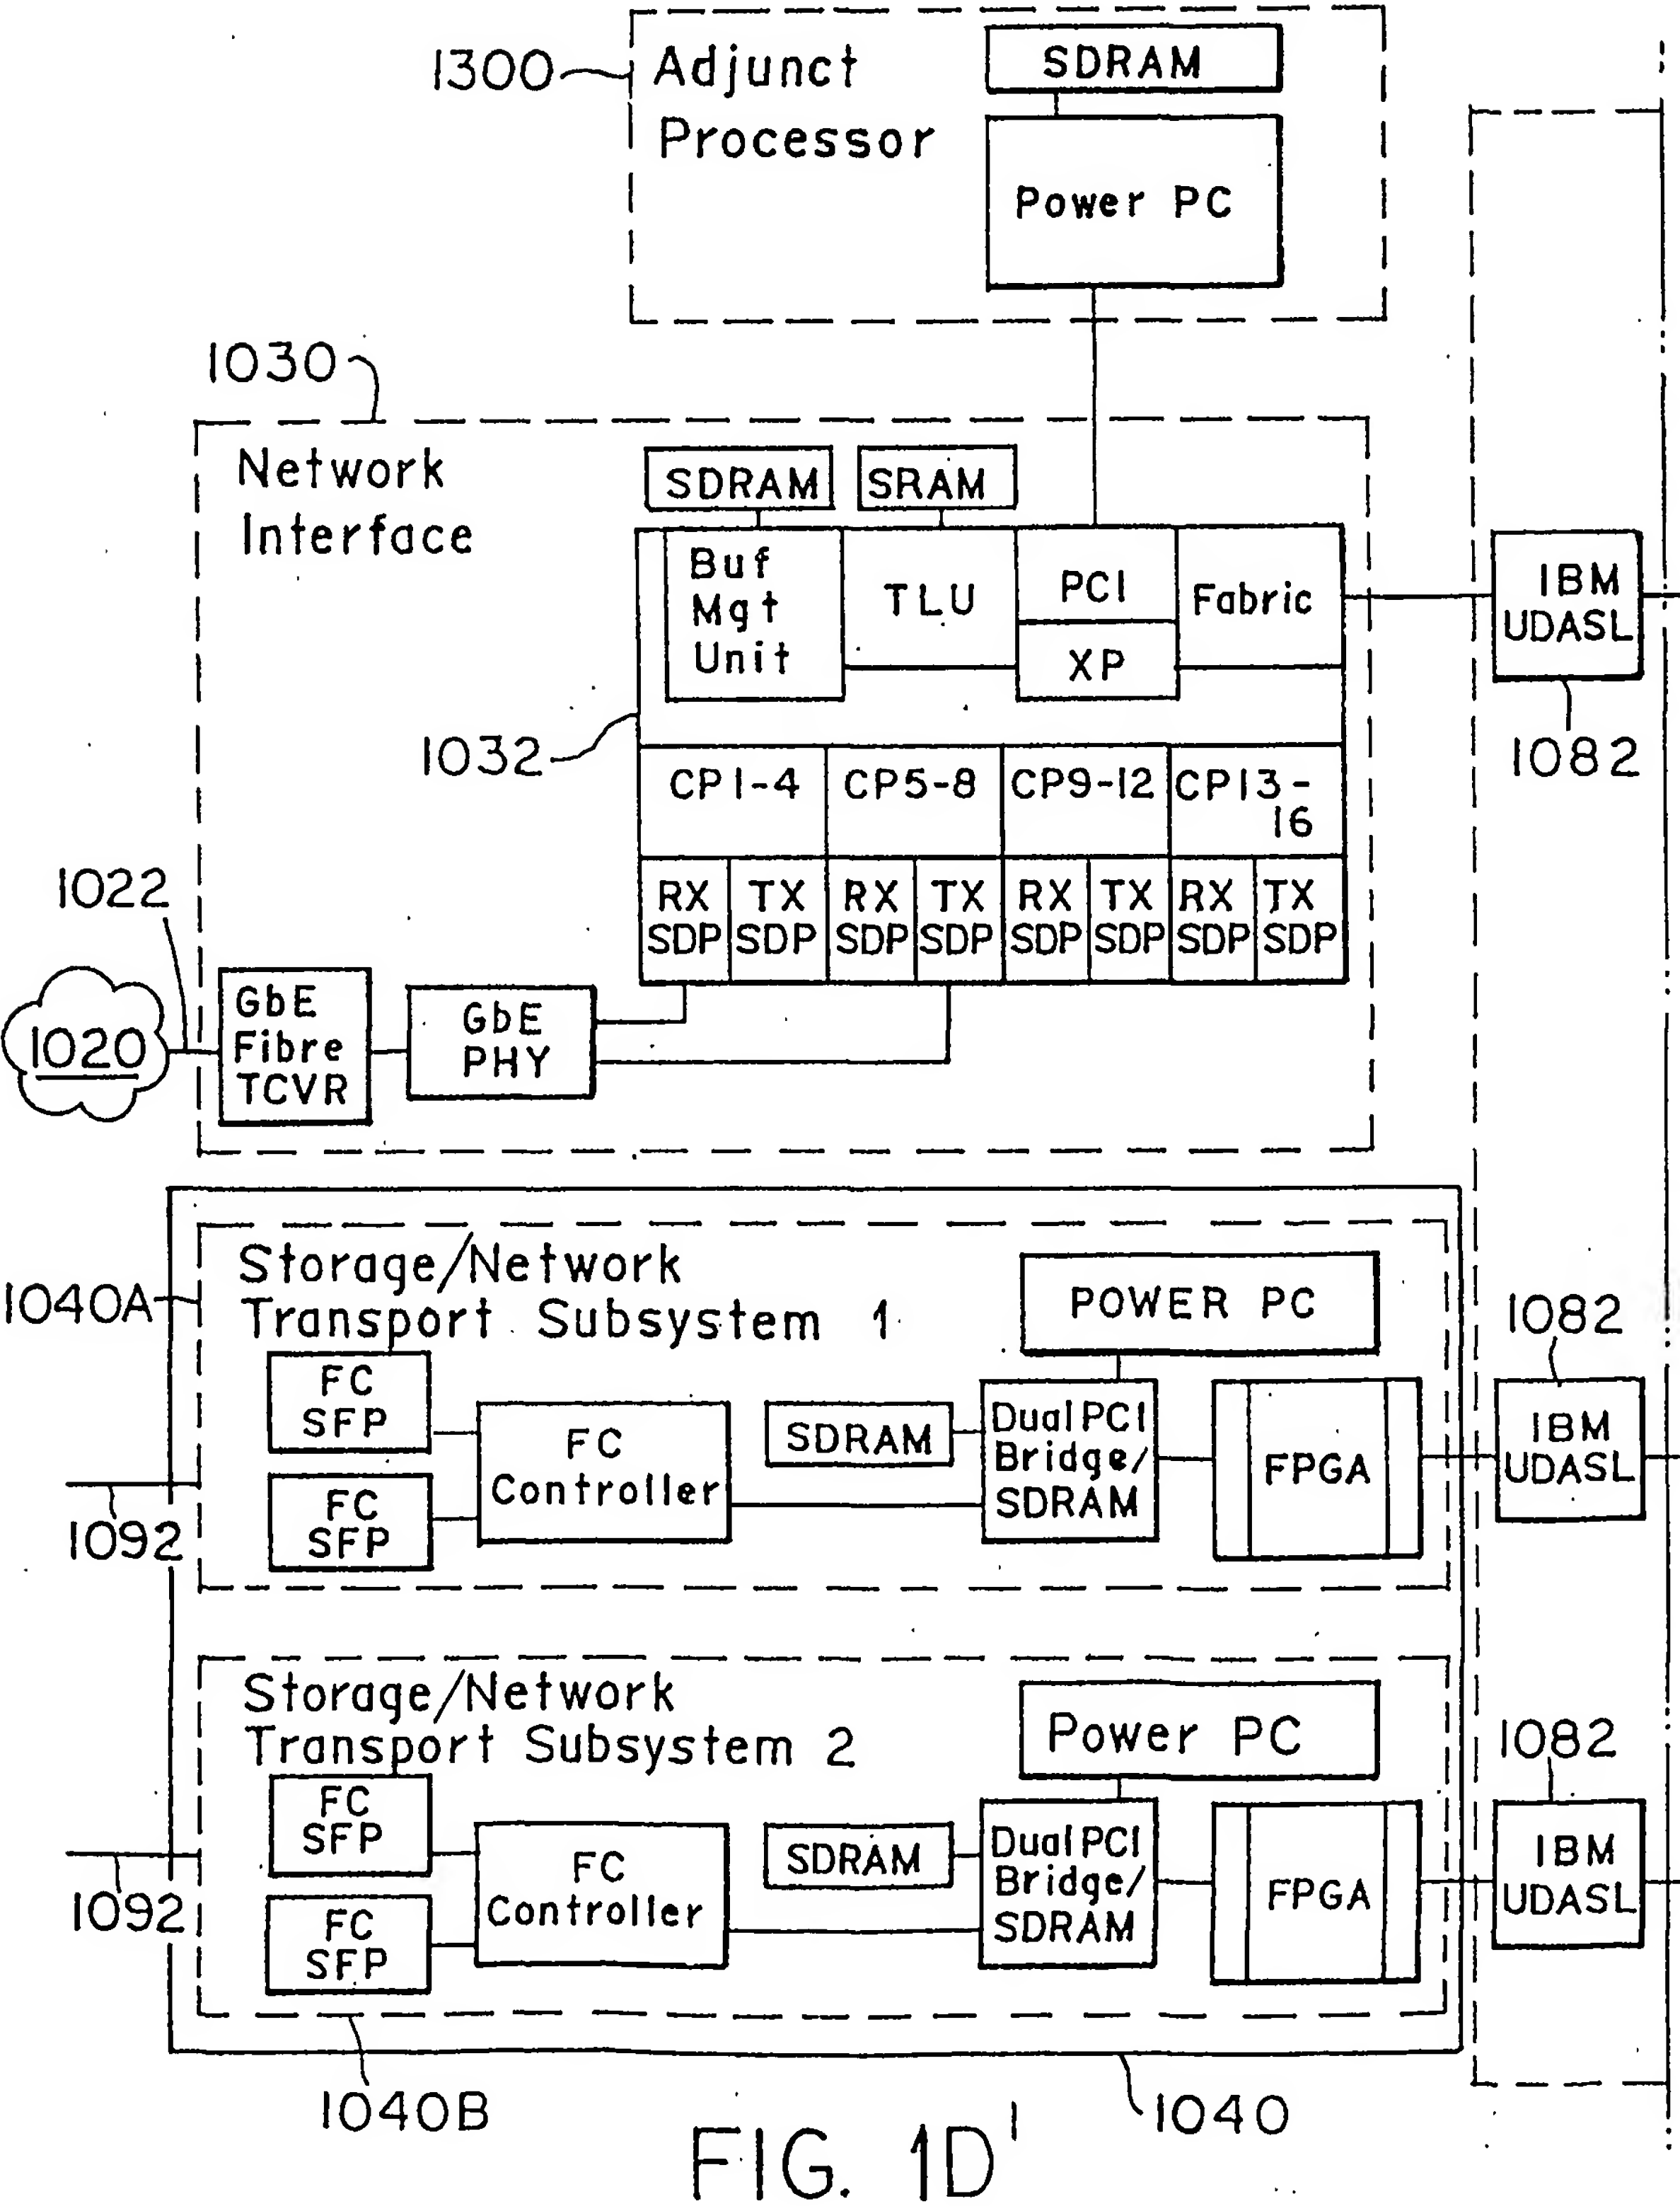 1300
Adjunct
Processor
SDRAM
Power PC
1030
Network
Interface
SDRAM
SRAM
Buf
Mgt
Unit
TLU
PCI
XP
Fabric
IBM
UDASL
1082
1032
CP1-4
CP5-8
CP9-12
CP13-
16
RX
SDP
TX
SDP
RX
SDP
TX
SDP
RX
SDP
TX
SDP
RX
SDP
TX
SDP
1022
1020
GbE
Fibre
TCVR
GbE
PHY
1040A
Storage/Network
Transport Subsystem 1
POWER PC
1082
FC
SFP
FC
SFP
FC
Controller
SDRAM
Dual PCI
Bridge/
SDRAM
FPGA
IBM
UDASL
1092
Storage/Network
Transport Subsystem 2
Power PC
1082
FC
SFP
FC
SFP
FC
Controller
SDRAM
Dual PCI
Bridge/
SDRAM
FPGA
IBM
UDASL
1092
1040B
1040
FIG. 1D'